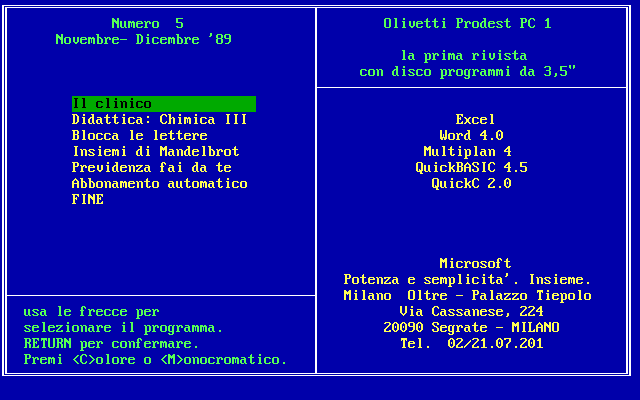 Numero  5
Novembre- Dicembre '89
Il clinico
Didattica: Chimica III
Blocca le lettere
Insiemi di Mandelbrot
Previdenza fai da te
Abbonamento automatico
FINE
usa le frecce per
selezionare il programma.
RETURN per confermare.
Premi <C>olore o <M>onocromatico.
Olivetti Prodest PC 1
la prima rivista
con disco programmi da 3,5"
Excel
Word 4.0
Multiplan 4
QuickBASIC 4.5
QuickC 2.0
Microsoft
Potenza e semplicita'. Insieme.
Milano  Oltre - Palazzo Tiepolo
Via Cassanese, 224
20090 Segrate - MILANO
Tel.  02/21.07.201